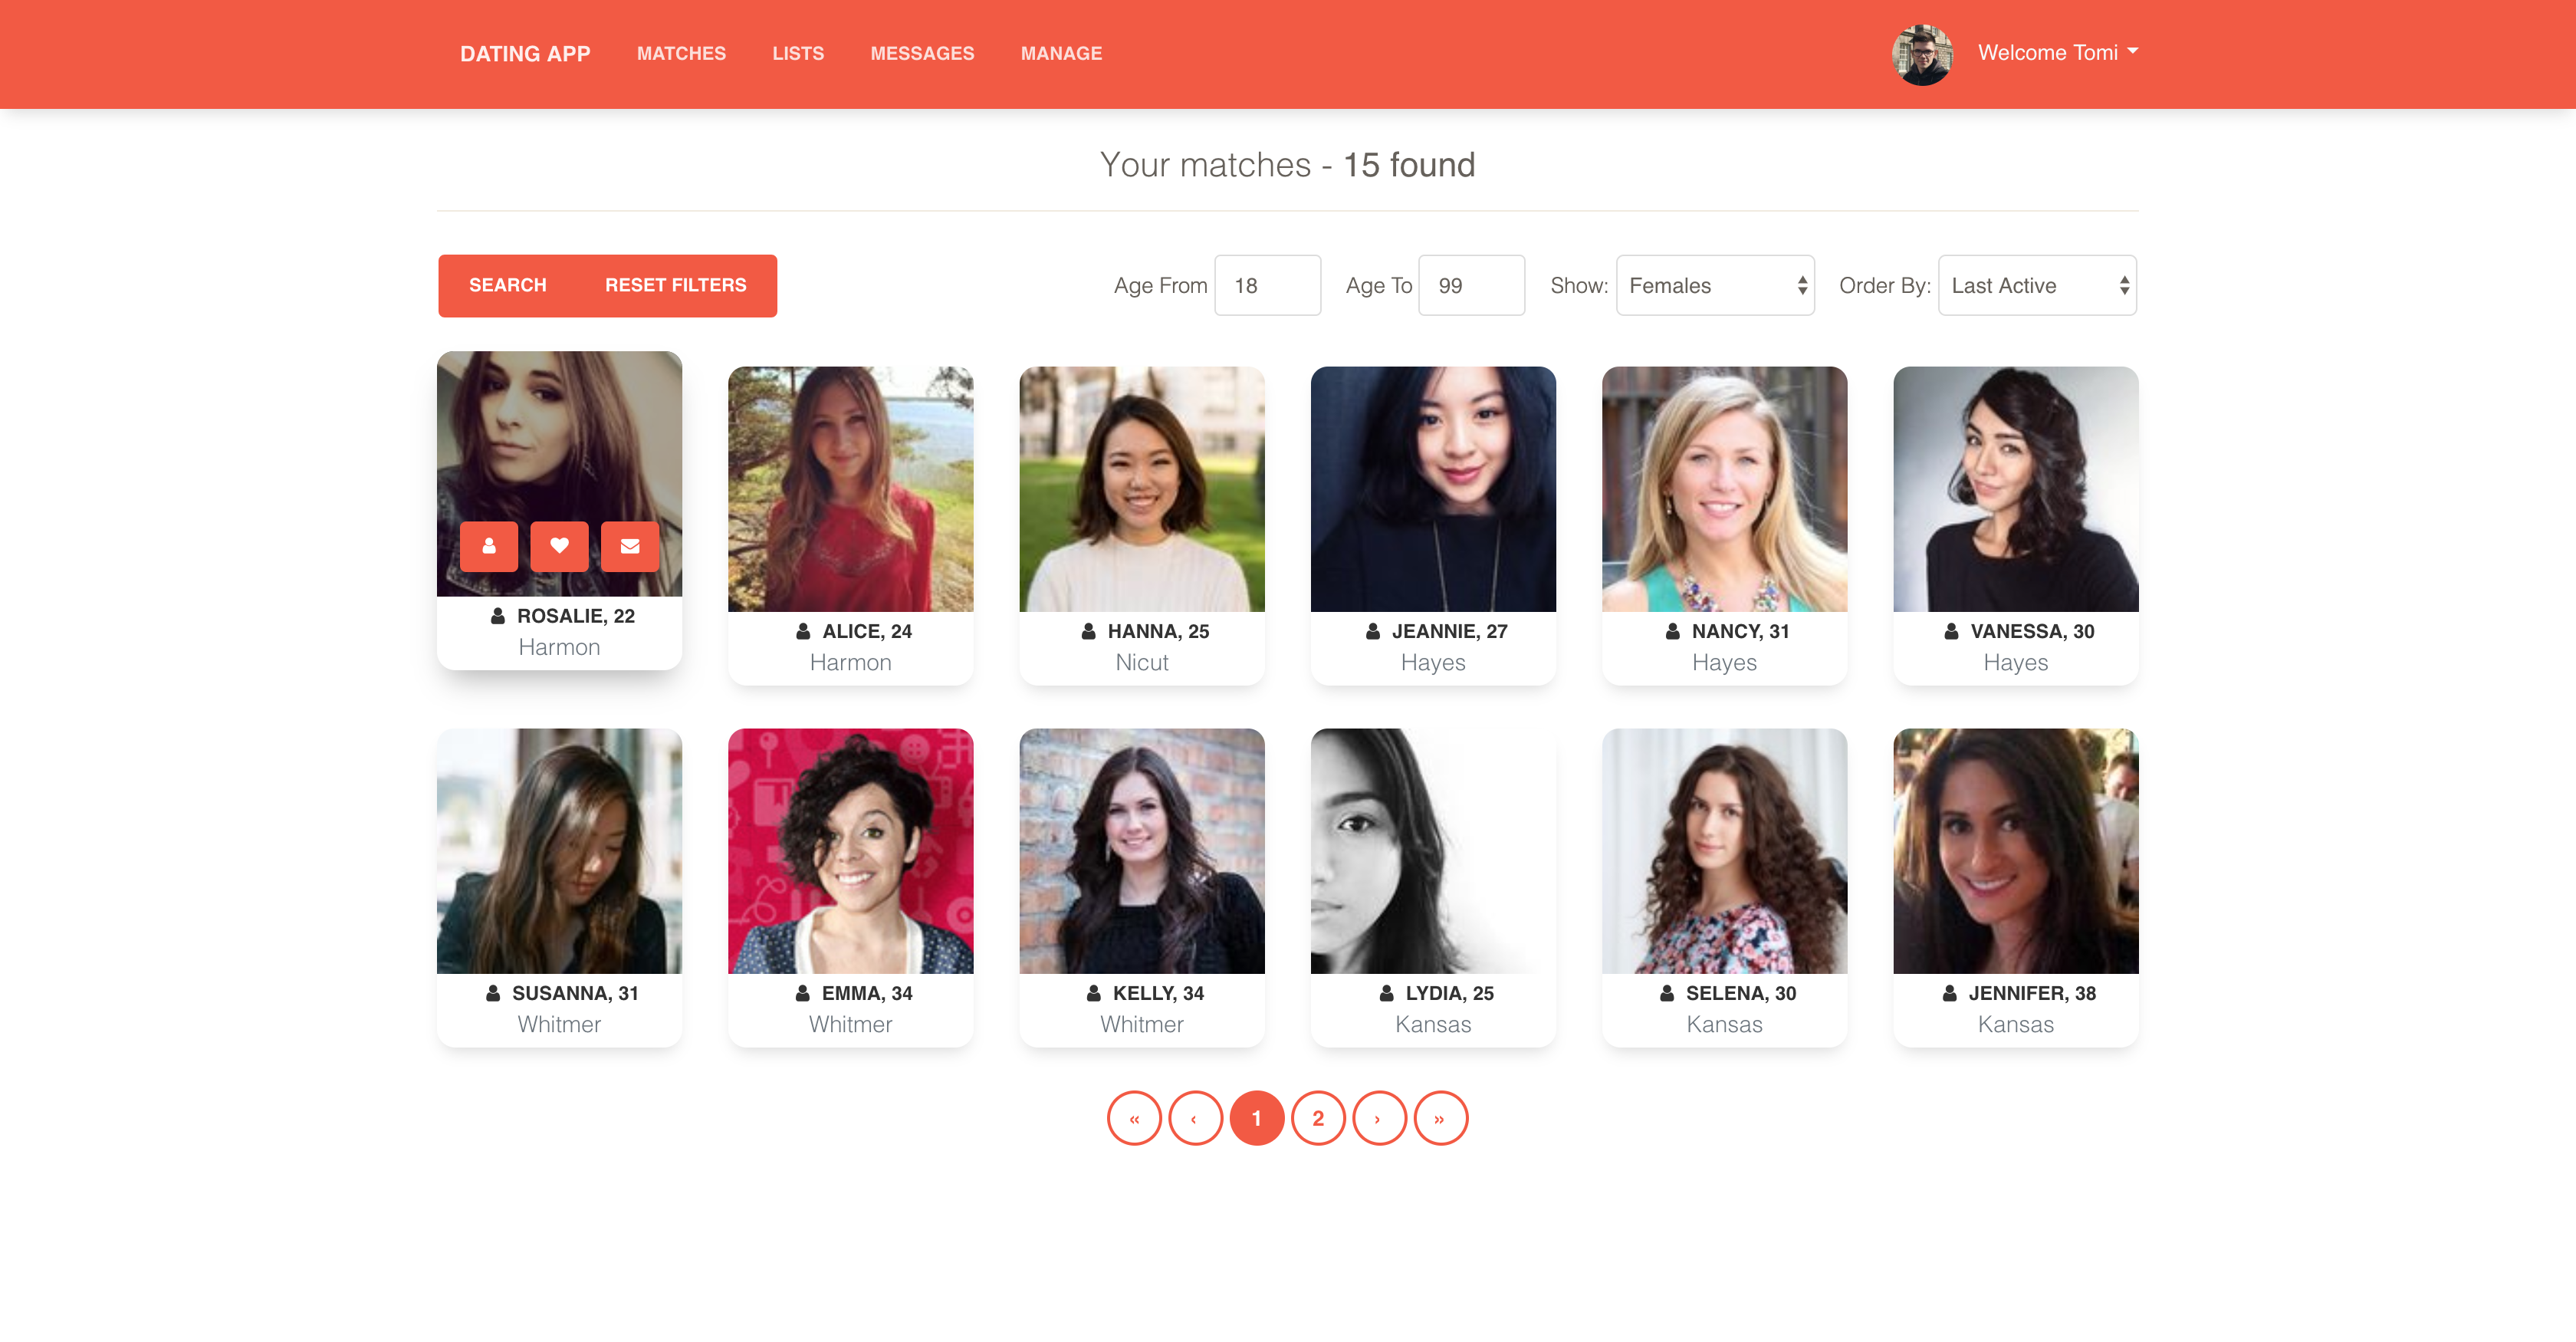 DATING APP MATCHES LISTS MESSAGES MANAGE Welcome Tomi
Your matches - 15 found
SEARCH RESET FILTERS Age From 18 Age To 99 Show: Females Order By: Last Active
ROSALIE, 22
Harmon
ALICE, 24
Harmon
HANNA, 25
Nicut
JEANNIE, 27
Hayes
NANCY, 31
Hayes
VANESSA, 30
Hayes
SUSANNA, 31
Whitmer
EMMA, 34
Whitmer
KELLY, 34
Whitmer
LYDIA, 25
Kansas
SELENA, 30
Kansas
JENNIFER, 38
Kansas
« ‹ 1 2 › »